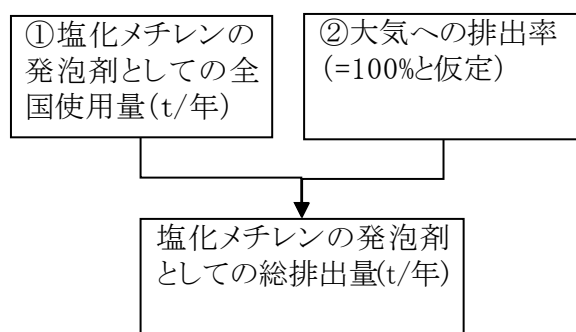 ①塩化メチレンの
発泡剤としての全
国使用量(t/年)
②大気への排出率
(=100%と仮定)
塩化メチレンの発泡剤
としての総排出量(t/年)